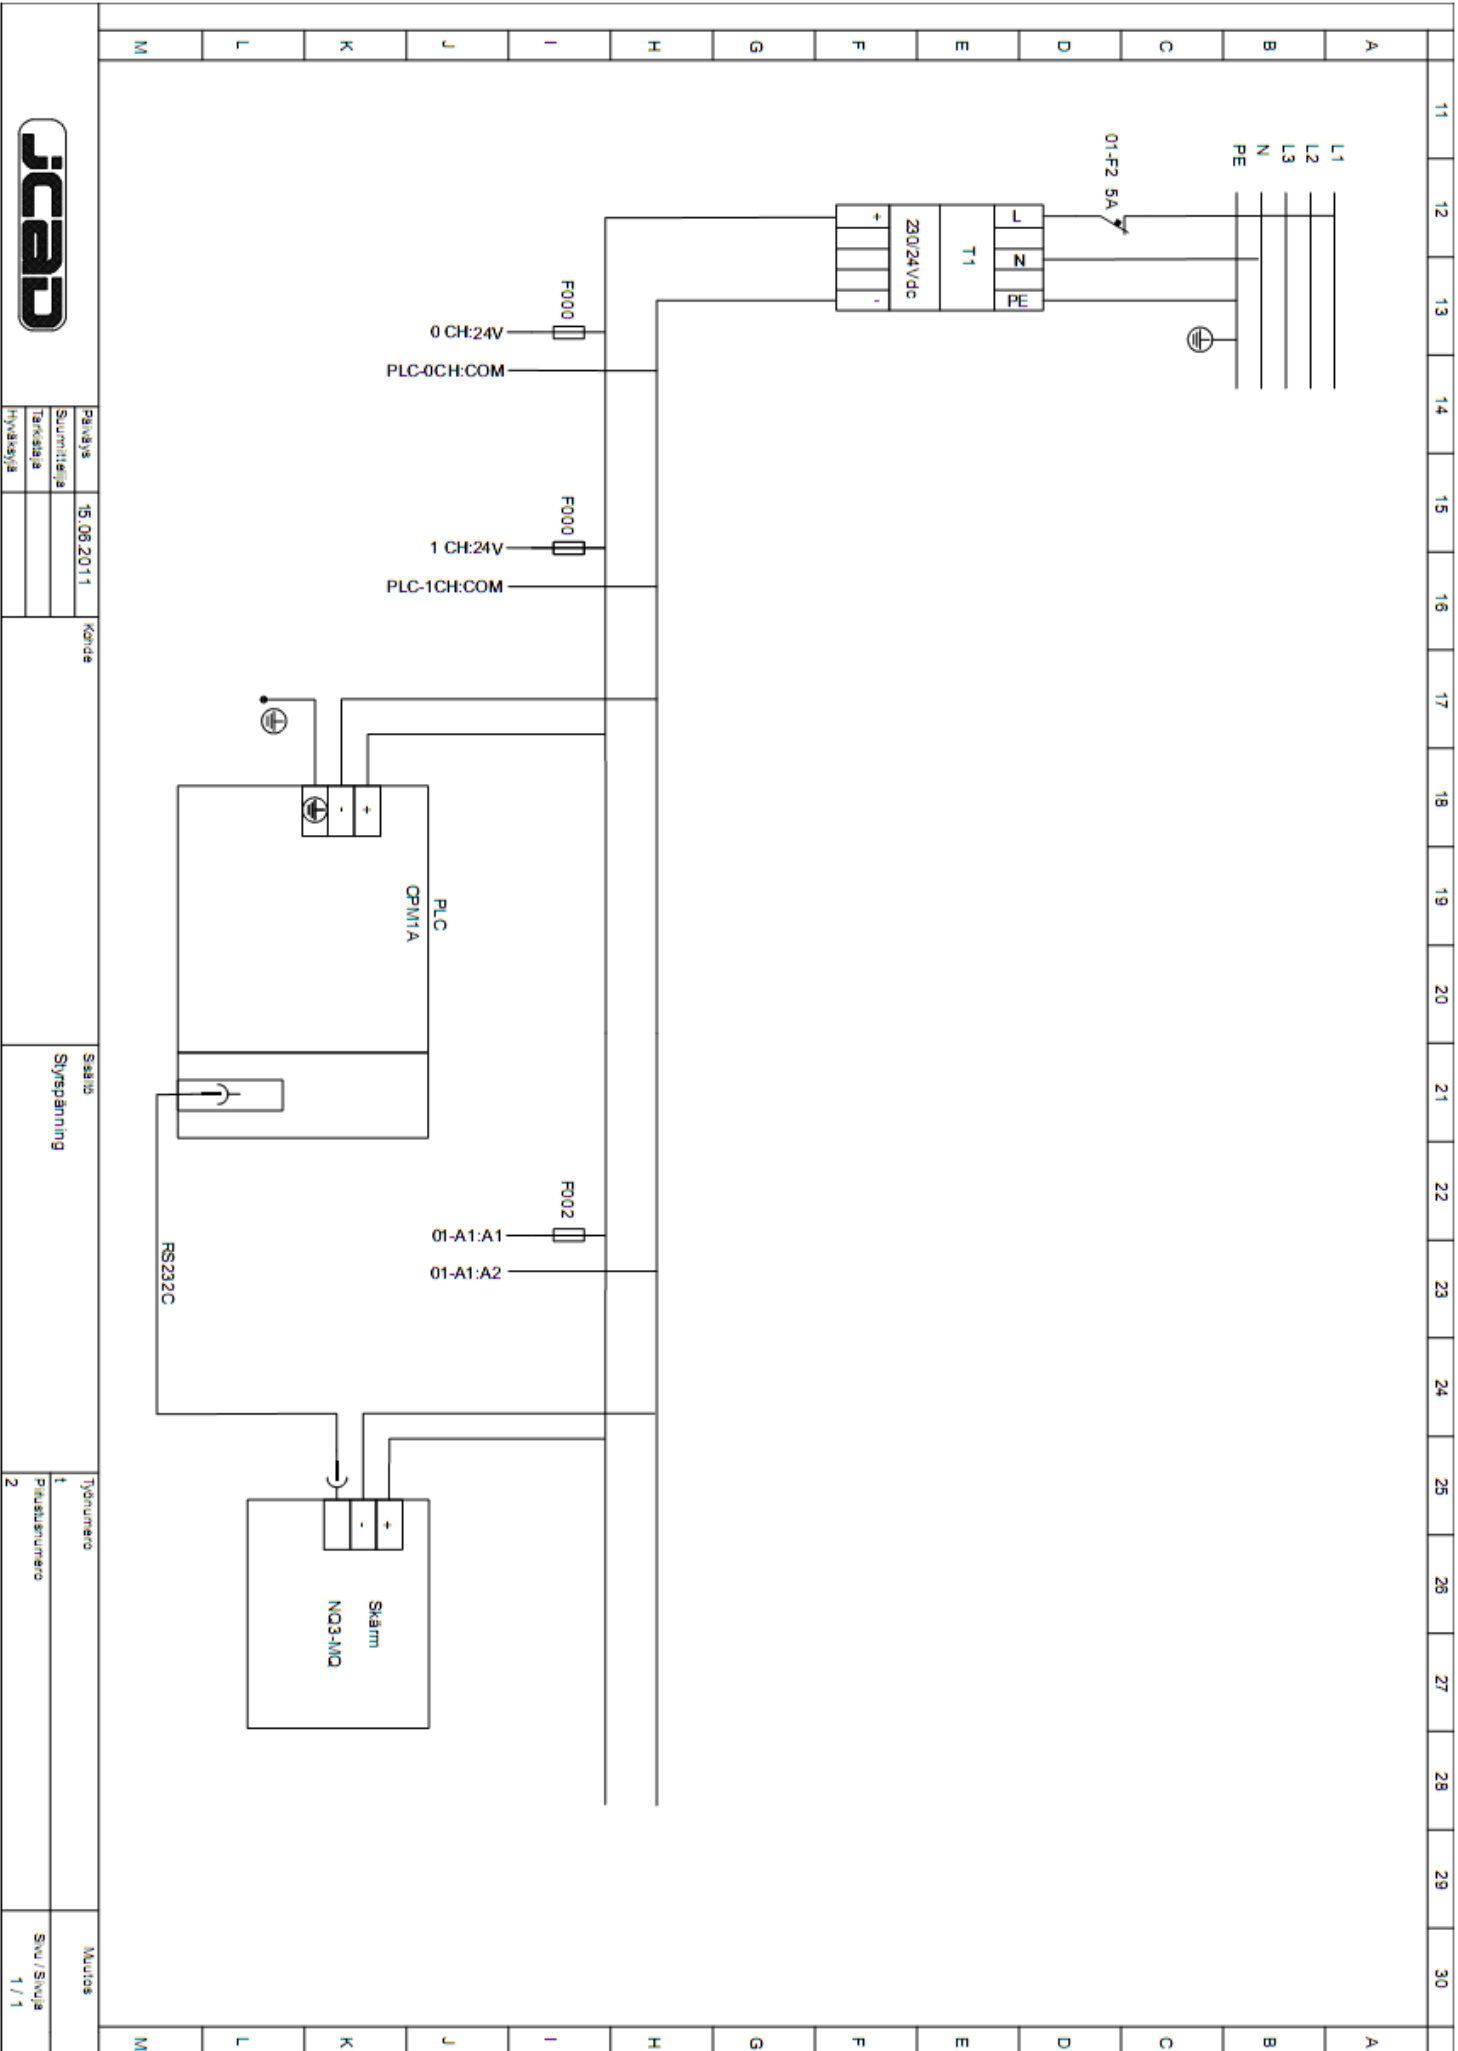 11 12 13 14 15 16 17 18 19 20 21 22 23 24 25 26 27 28 29 30
A A
B B
C C
D D
E E
F F
G G
H H
I I
J J
K K
L L
M M
L1
L2
L3
N
PE
01-F2 5A
L
N
PE
T1
230/24Vdc
+
-
F000
0 CH:24V
PLC-0CH:COM
F000
1 CH:24V
PLC-1CH:COM
+
-
PLC
CPM1A
F002
01-A1:A1
01-A1:A2
RS232C
+
-
Skärm
NQ3-MQ
jcad
Päiväys 15.06.2011
Suunnittelija
Tarkistaja
Hyväksyjä
Kohde
Sisältö
Styrspänning
Työnumero
1
Piirustusnumero
2
Muutos
Sivu / Sivuja
1 / 1